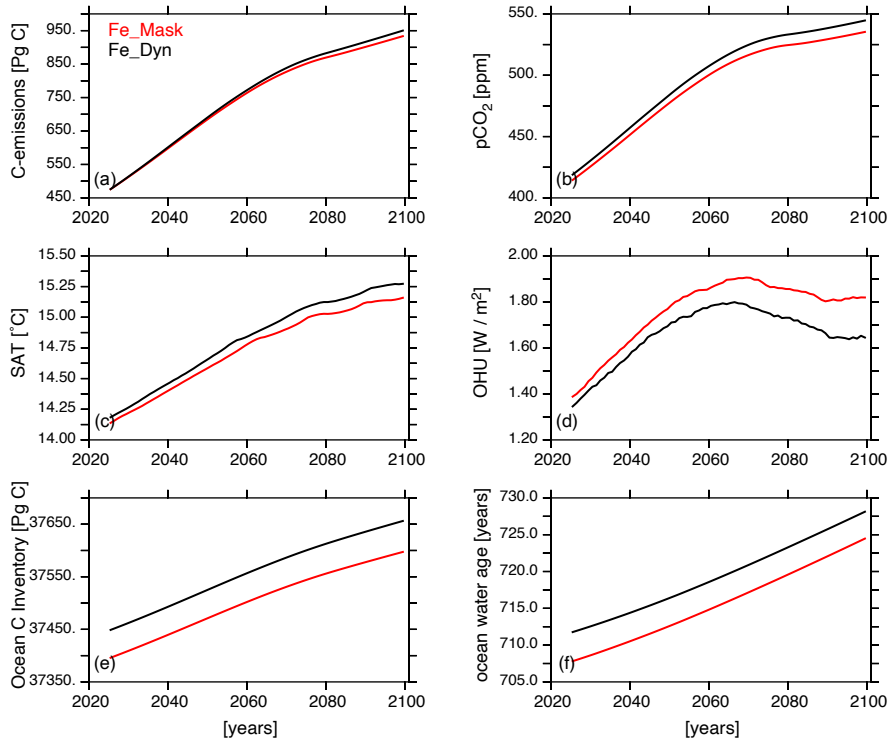 C-emissions [Pg C]
950.
850.
750.
650.
550.
450.
Fe_Mask
Fe_Dyn
(a)
2020 2040 2060 2080 2100
pCO2 [ppm]
550.
500.
450.
400.
(b)
2020 2040 2060 2080 2100
SAT [˚C]
15.50
15.25
15.00
14.75
14.50
14.25
14.00
(c)
2020 2040 2060 2080 2100
OHU [W / m²]
2.00
1.80
1.60
1.40
1.20
(d)
2020 2040 2060 2080 2100
Ocean C Inventory [Pg C]
37650.
37550.
37450.
37350.
(e)
2020 2040 2060 2080 2100
[years]
ocean water age [years]
730.0
725.0
720.0
715.0
710.0
705.0
(f)
2020 2040 2060 2080 2100
[years]